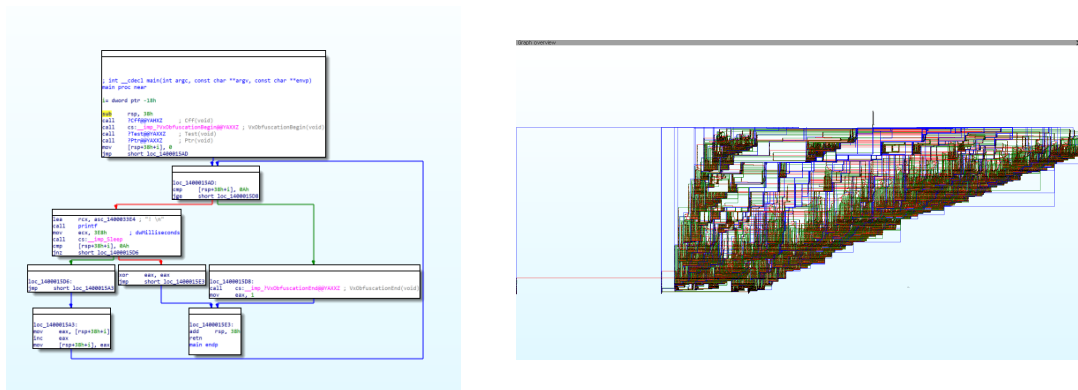 Graph overview
; int __cdecl main(int argc, const char **argv, const char **envp)
main proc near
i= dword ptr -18h
sub rsp, 38h
call ?Cff@@YAHXZ ; Cff(void)
call cs:__imp_?VxObfuscationBegin@@YAXXZ ; VxObfuscationBegin(void)
call ?Test@@YAXXZ ; Test(void)
call ?Ptr@@YAXXZ ; Ptr(void)
mov [rsp+38h+i], 0
jmp short loc_1400015AD
loc_1400015AD:
cmp [rsp+38h+i], 0Ah
jge short loc_1400015D8
lea rcx, asc_1400033E4 ; "1 \n"
call printf
mov ecx, 3E8h ; dwMilliseconds
call cs:__imp_Sleep
cmp [rsp+38h+i], 0Ah
short loc_1400015D6
loc_1400015D6:
jmp short loc_1400015A3
xor eax, eax
jmp short loc_1400015E3
loc_1400015D8:
call cs:__imp_?VxObfuscationEnd@@YAXXZ ; VxObfuscationEnd(void)
mov eax, 1
loc_1400015A3:
mov eax, [rsp+38h+i]
inc eax
mov [rsp+38h+i], eax
loc_1400015E3:
add rsp, 38h
retn
main endp